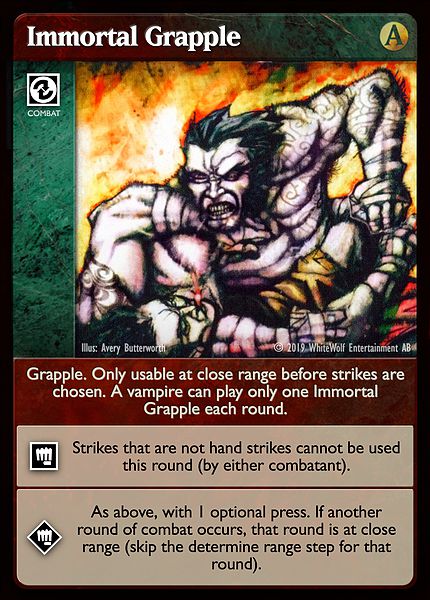 Immortal Grapple
A
COMBAT
Illus: Avery Butterworth
© 2019 WhiteWolf Entertainment AB
Grapple. Only usable at close range before strikes are
chosen. A vampire can play only one Immortal
Grapple each round.
Strikes that are not hand strikes cannot be used
this round (by either combatant).
As above, with 1 optional press. If another
round of combat occurs, that round is at close
range (skip the determine range step for that
round).